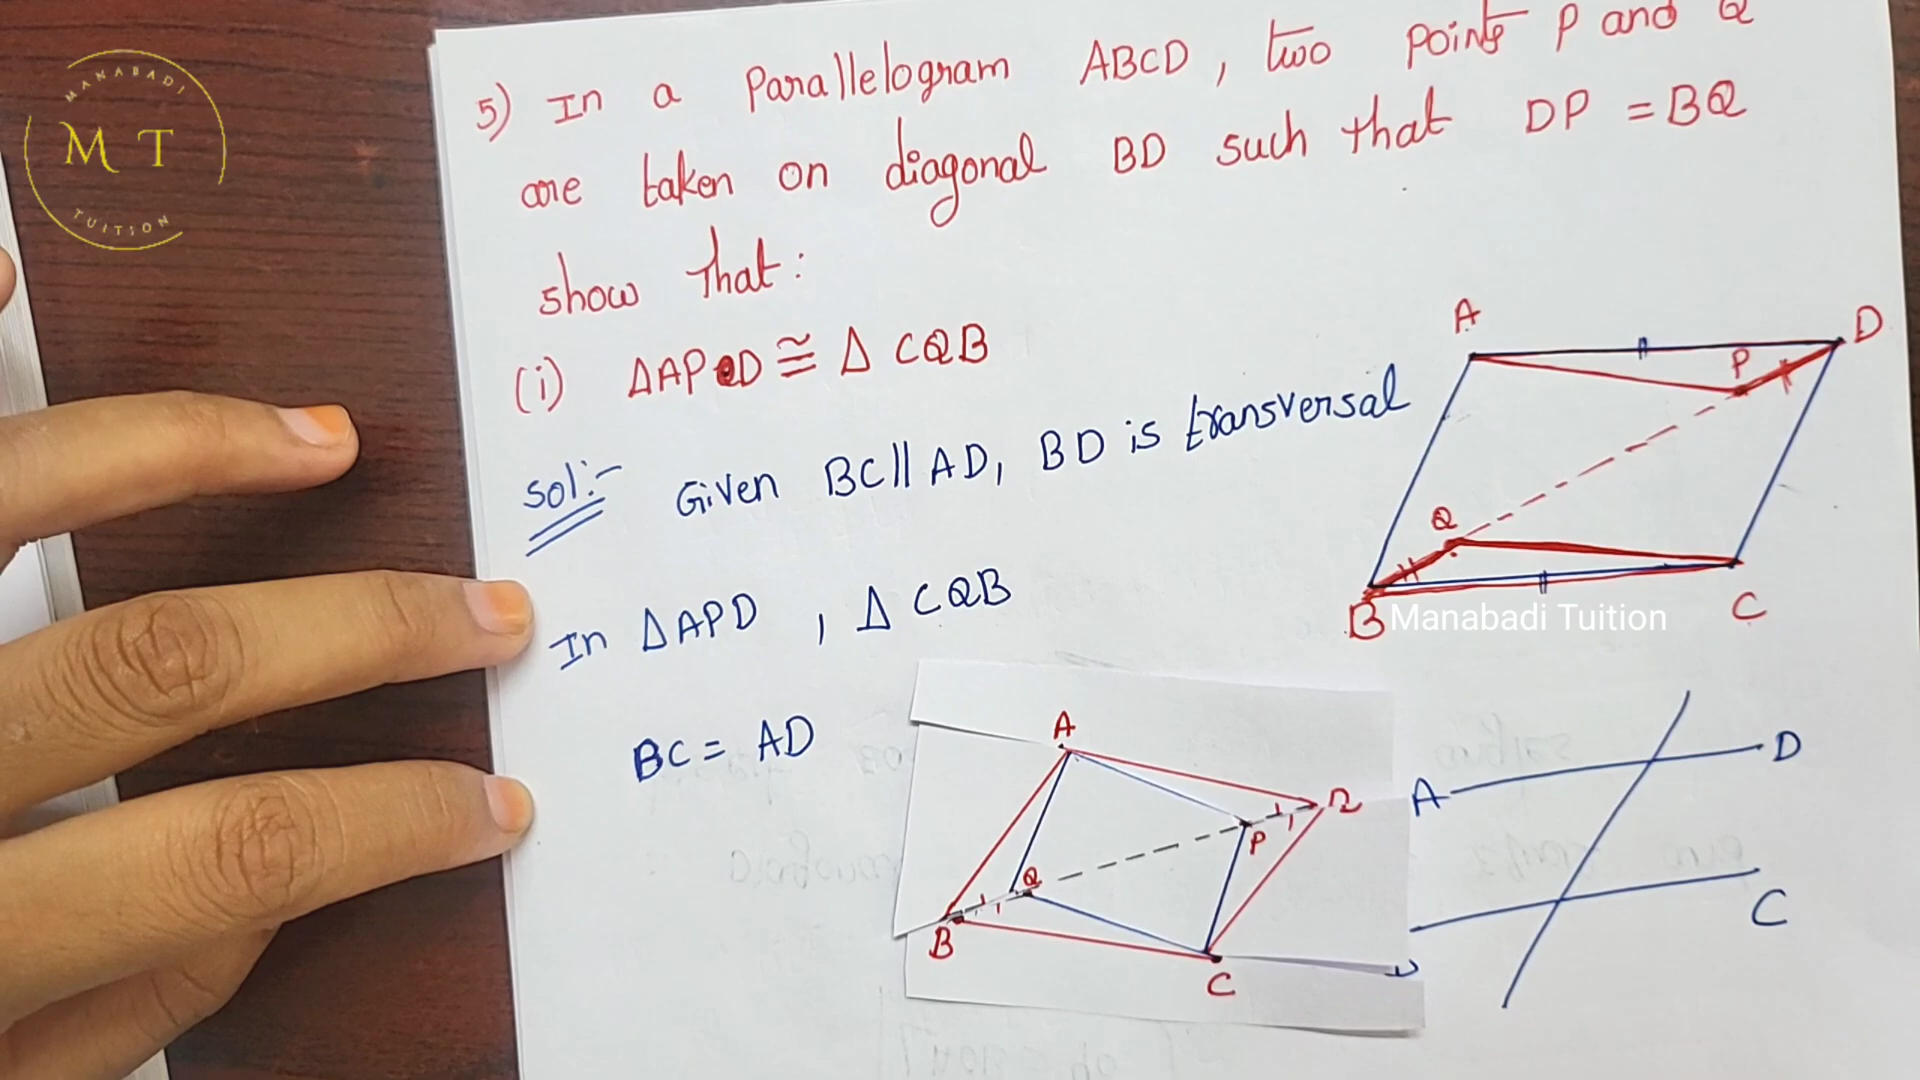 MANABADI
M T
TUITION
5) In a Parallelogram ABCD, two points P and Q
are taken on diagonal BD such that DP = BQ
show that:
(i) ΔAPD ≅ Δ CQB
Sol:- Given BC || AD, BD is transversal
In ΔAPD, Δ CQB
BC = AD
A
D
P
Q
B
C
Manabadi Tuition
A
D
P
Q
B
C
A
D
C